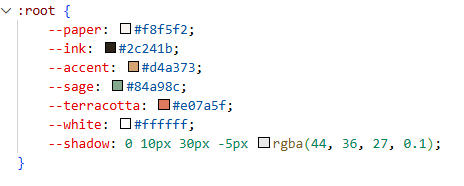 :root {
--paper: #f8f5f2;
--ink: #2c241b;
--accent: #d4a373;
--sage: #84a98c;
--terracotta: #e07a5f;
--white: #ffffff;
--shadow: 0 10px 30px -5px rgba(44, 36, 27, 0.1);
}